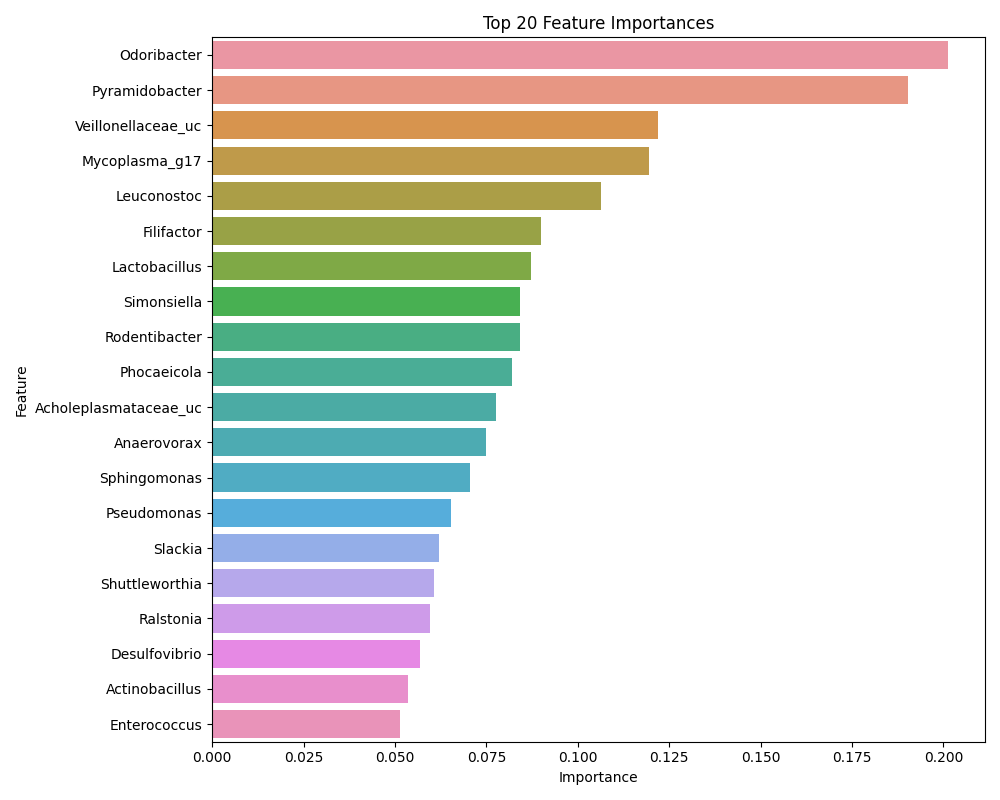 Top 20 Feature Importances
Odoribacter
Pyramidobacter
Veillonellaceae_uc
Mycoplasma_g17
Leuconostoc
Filifactor
Lactobacillus
Simonsiella
Rodentibacter
Phocaeicola
Acholeplasmataceae_uc
Anaerovorax
Sphingomonas
Pseudomonas
Slackia
Shuttleworthia
Ralstonia
Desulfovibrio
Actinobacillus
Enterococcus
Feature
0.000 0.025 0.050 0.075 0.100 0.125 0.150 0.175 0.200
Importance